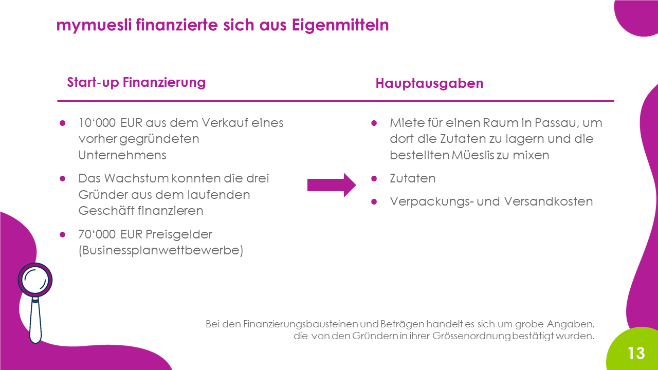 mymuesli finanzierte sich aus Eigenmitteln
Start-up Finanzierung
● 10‘000 EUR aus dem Verkauf eines
vorher gegründeten
Unternehmens
● Das Wachstum konnten die drei
Gründer aus dem laufenden
Geschäft finanzieren
● 70‘000 EUR Preisgelder
(Businessplanwettbewerbe)
Hauptausgaben
● Miete für einen Raum in Passau, um
dort die Zutaten zu lagern und die
bestellten Müeslis zu mixen
● Zutaten
● Verpackungs- und Versandkosten
Bei den Finanzierungsbausteinen und Beträgen handelt es sich um grobe Angaben,
die von den Gründern in ihrer Grössenordnung bestätigt wurden.
13